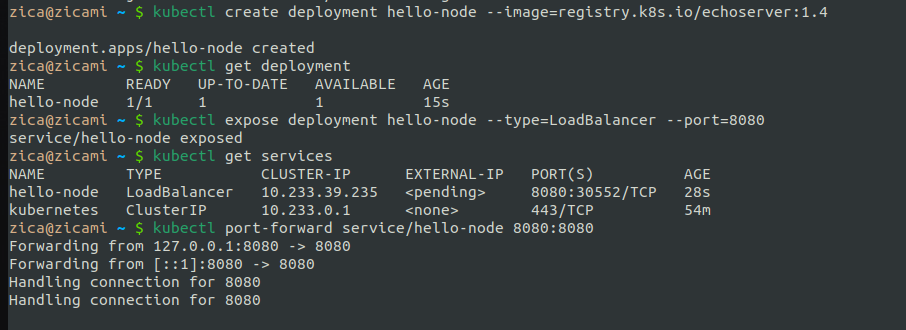 zica@zicami ~ $ kubectl create deployment hello-node --image=registry.k8s.io/echoserver:1.4
deployment.apps/hello-node created
zica@zicami ~ $ kubectl get deployment
NAME READY UP-TO-DATE AVAILABLE AGE
hello-node 1/1 1 1 15s
zica@zicami ~ $ kubectl expose deployment hello-node --type=LoadBalancer --port=8080
service/hello-node exposed
zica@zicami ~ $ kubectl get services
NAME TYPE CLUSTER-IP EXTERNAL-IP PORT(S) AGE
hello-node LoadBalancer 10.233.39.235 <pending> 8080:30552/TCP 28s
kubernetes ClusterIP 10.233.0.1 <none> 443/TCP 54m
zica@zicami ~ $ kubectl port-forward service/hello-node 8080:8080
Forwarding from 127.0.0.1:8080 -> 8080
Forwarding from [::1]:8080 -> 8080
Handling connection for 8080
Handling connection for 8080